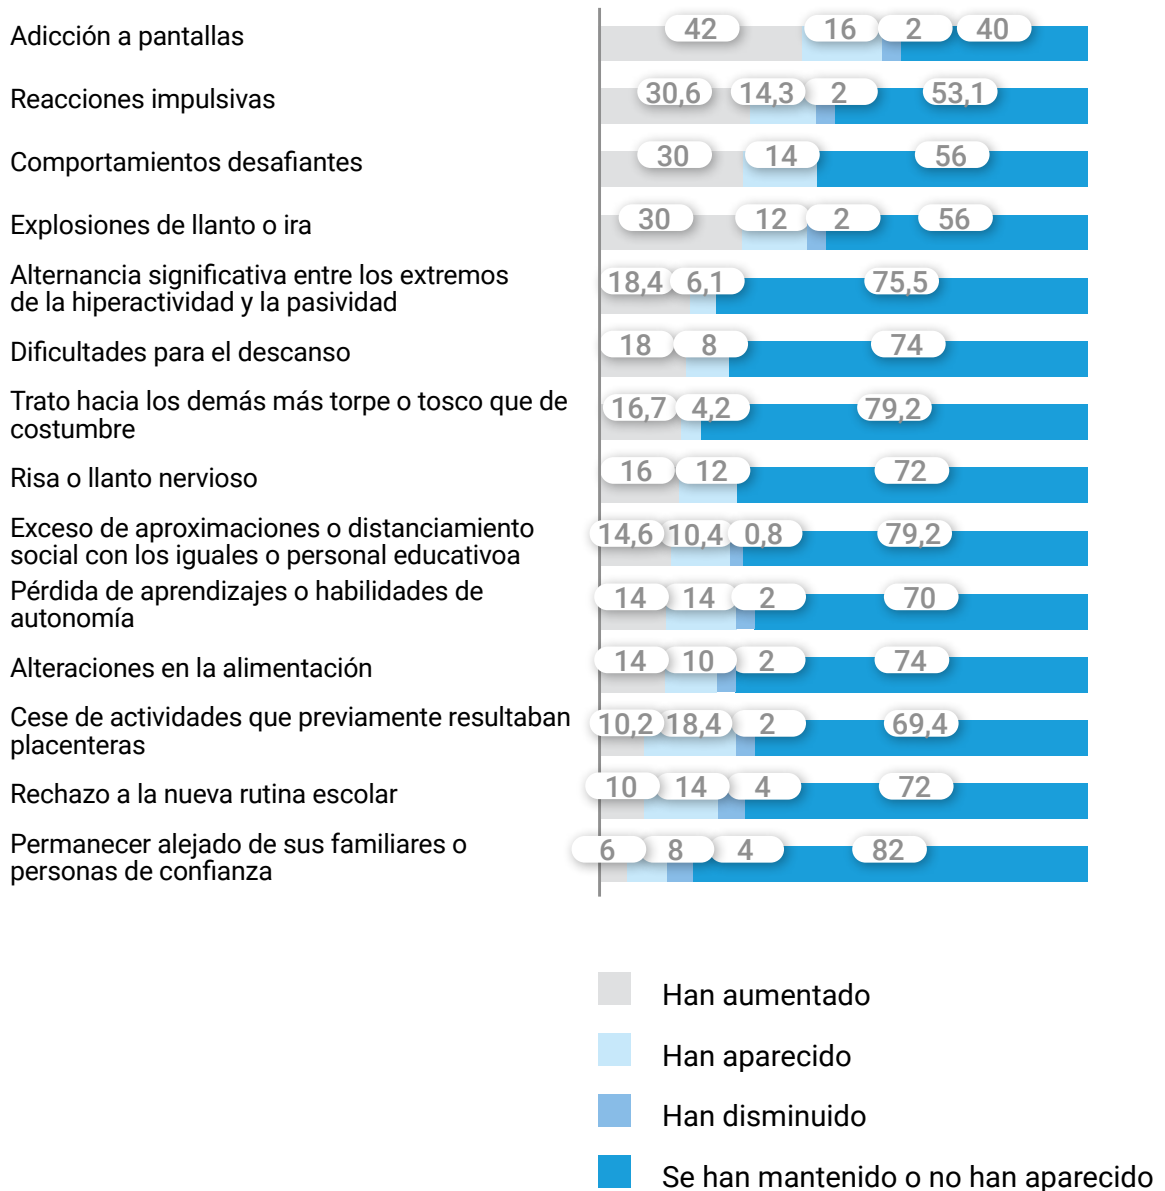 Adicción a pantallas
42 16 2 40
Reacciones impulsivas
30,6 14,3 2 53,1
Comportamientos desafiantes
30 14 56
Explosiones de llanto o ira
30 12 2 56
Alternancia significativa entre los extremos
de la hiperactividad y la pasividad
18,4 6,1 75,5
Dificultades para el descanso
18 8 74
Trato hacia los demás más torpe o tosco que de
costumbre
16,7 4,2 79,2
Risa o llanto nervioso
16 12 72
Exceso de aproximaciones o distanciamiento
social con los iguales o personal educativoa
14,6 10,4 0,8 79,2
Pérdida de aprendizajes o habilidades de
autonomía
14 14 2 70
Alteraciones en la alimentación
14 10 2 74
Cese de actividades que previamente resultaban
placenteras
10,2 18,4 2 69,4
Rechazo a la nueva rutina escolar
10 14 4 72
Permanecer alejado de sus familiares o
personas de confianza
6 8 4 82
Han aumentado
Han aparecido
Han disminuido
Se han mantenido o no han aparecido